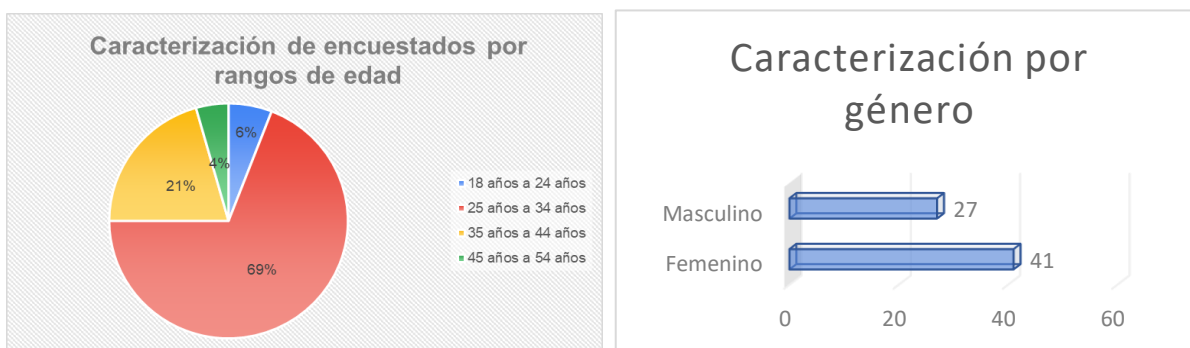 Caracterización de encuestados por
rangos de edad
6%
4%
21%
69%
18 años a 24 años
25 años a 34 años
35 años a 44 años
45 años a 54 años
Caracterización por
género
Masculino
27
Femenino
41
0 20 40 60